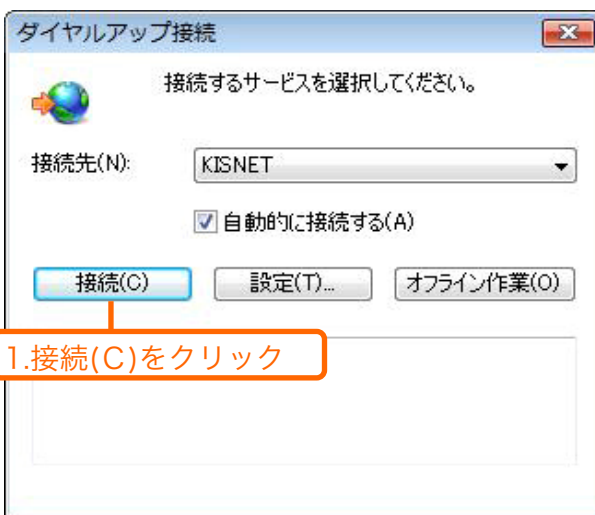 ダイヤルアップ接続
接続するサービスを選択してください。
接続先(N): KISNET
自動的に接続する(A)
接続(C) 設定(T)... オフライン作業(O)
1.接続(C)をクリック